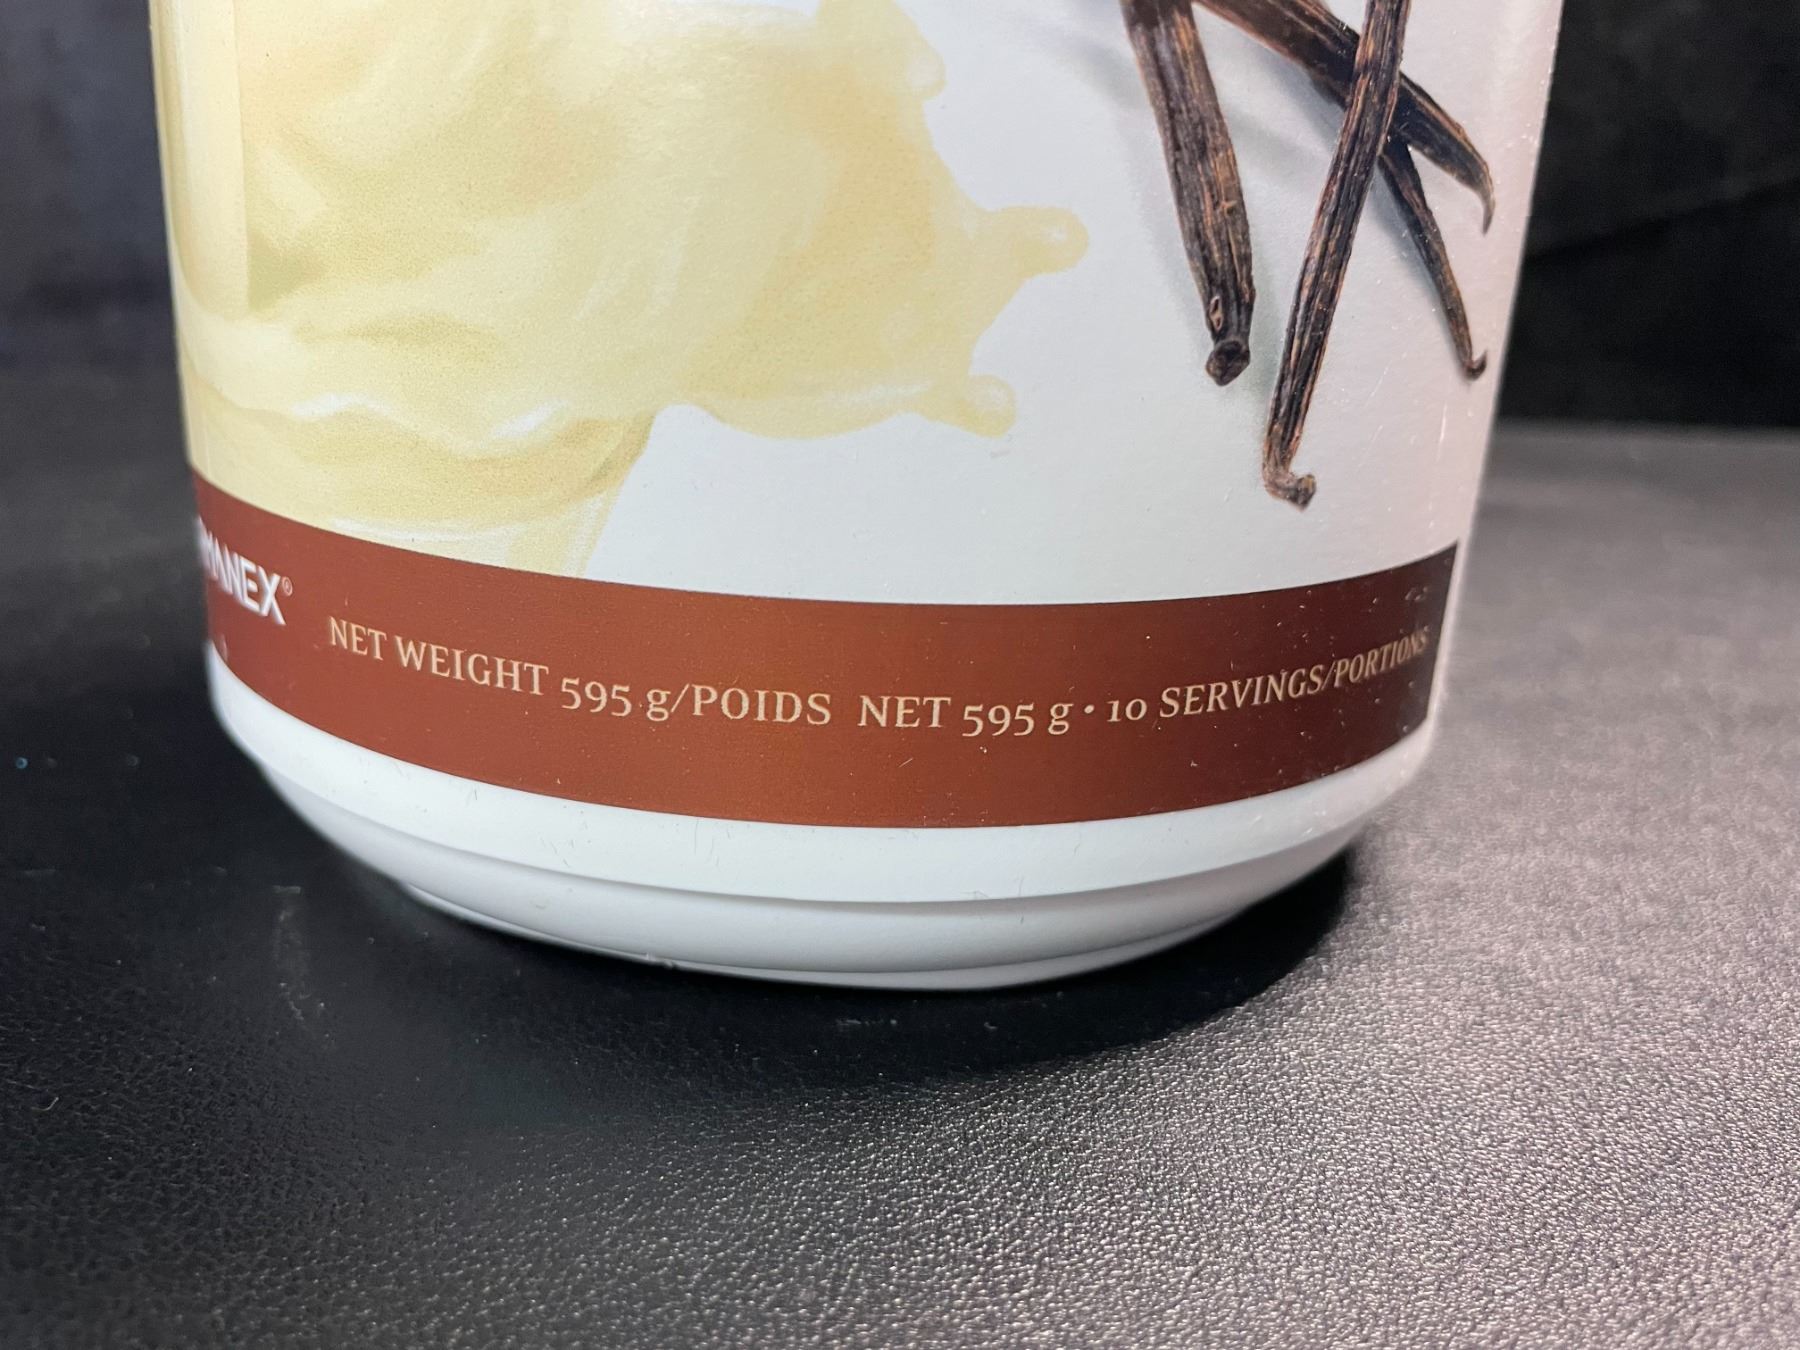 NET WEIGHT 595 g/POIDS NET 595 g • 10 SERVINGS/PORTIONS